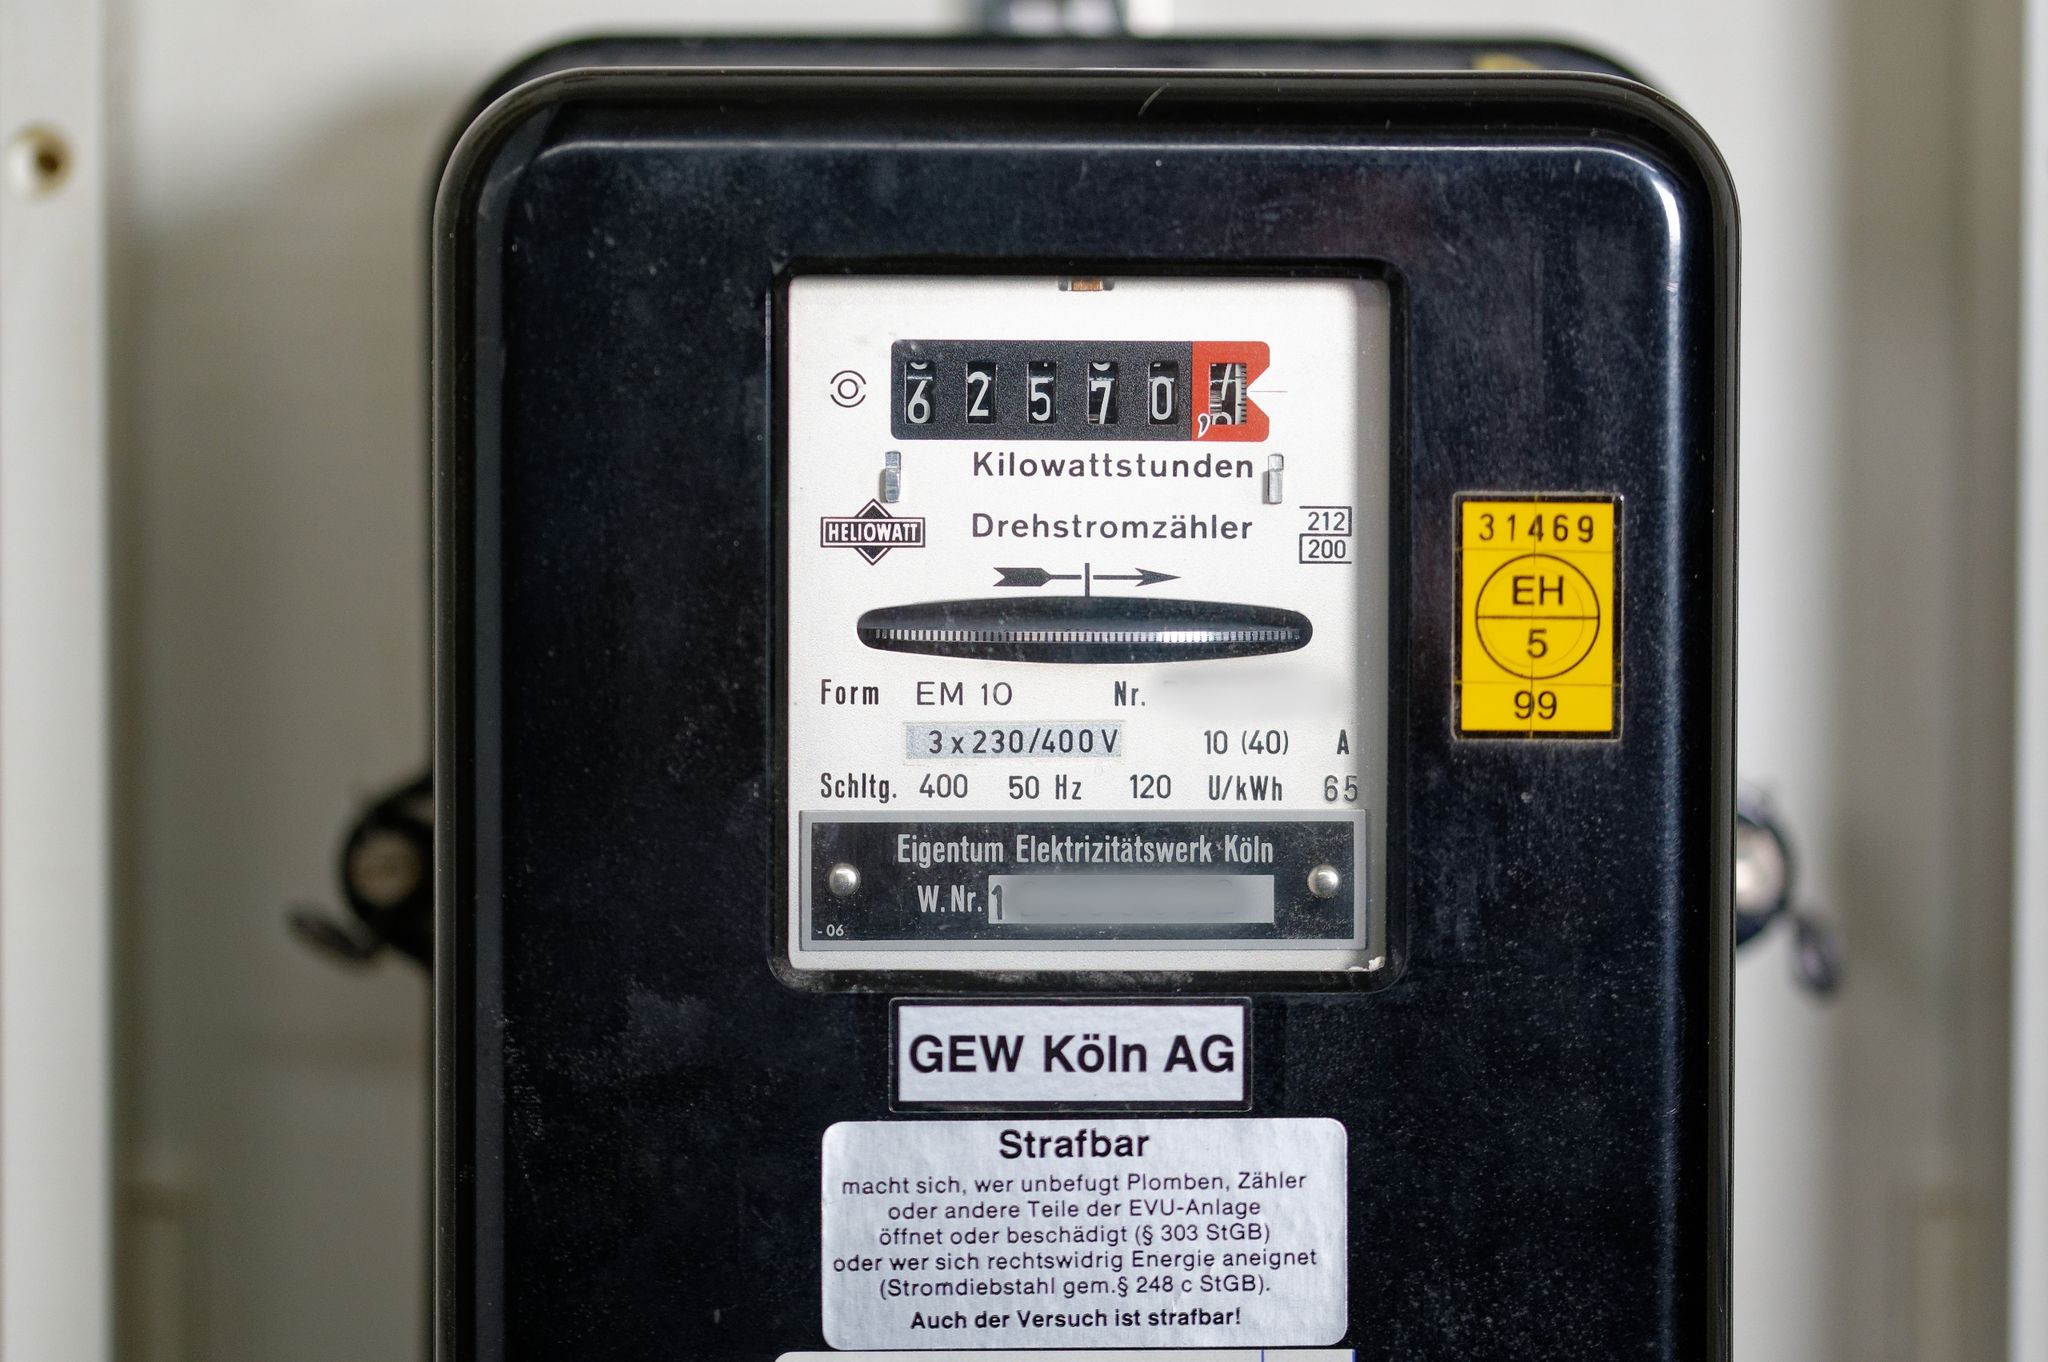 62570
Kilowattstunden
HELIOWATT
Drehstromzähler
212
200
Form EM 10 Nr.
3 x 230/400 V 10 (40) A
Schltg. 400 50 Hz 120 U/kWh 65
Eigentum Elektrizitätswerk Köln
W.Nr. 1
- 06
31469
EH
5
99
GEW Köln AG
Strafbar
macht sich, wer unbefugt Plomben, Zähler
oder andere Teile der EVU-Anlage
öffnet oder beschädigt (§ 303 StGB)
oder wer sich rechtswidrig Energie aneignet
(Stromdiebstahl gem.§ 248 c StGB).
Auch der Versuch ist strafbar!